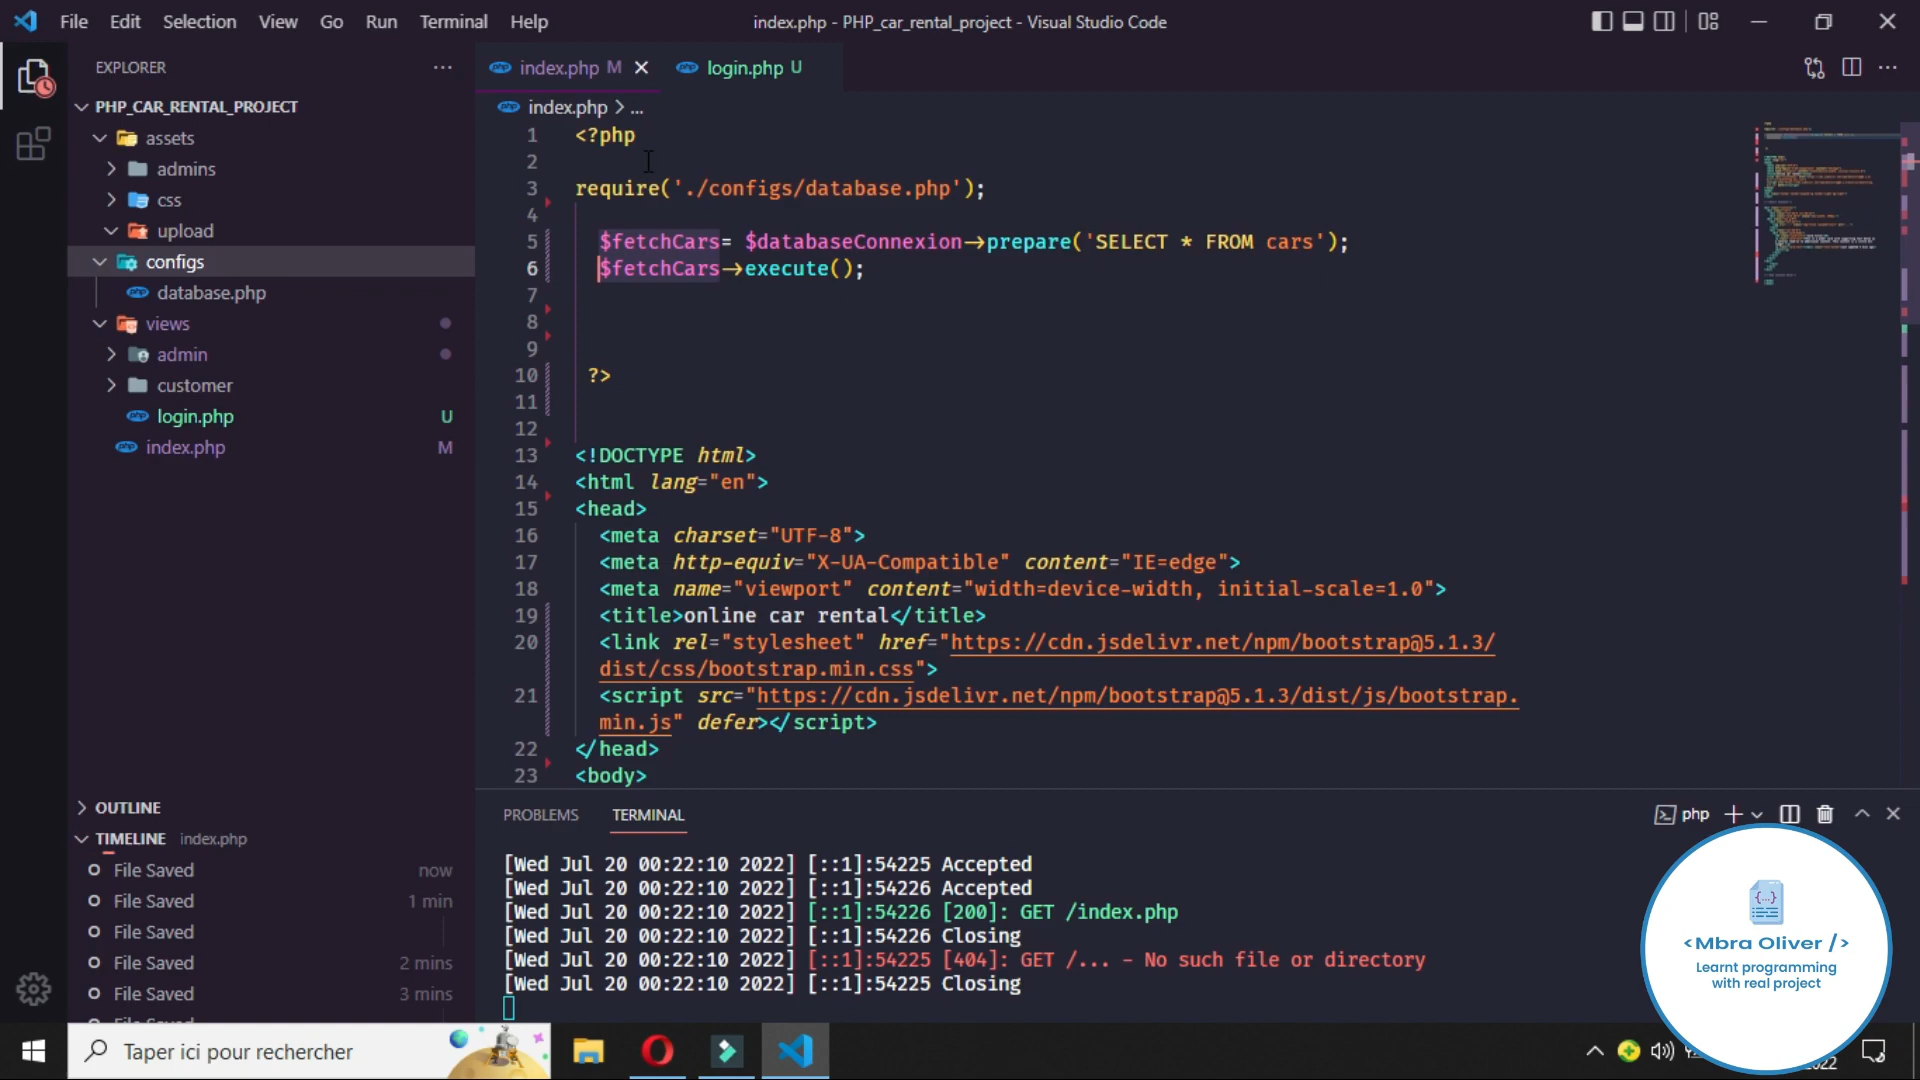 File Edit Selection View Go Run Terminal Help
index.php - PHP_car_rental_project - Visual Studio Code
EXPLORER
PHP_CAR_RENTAL_PROJECT
assets
admins
css
upload
configs
database.php
views
admin
customer
login.php U
index.php M
OUTLINE
TIMELINE index.php
File Saved now
File Saved 1 min
File Saved
File Saved 2 mins
File Saved 3 mins
File Saved
index.php M
login.php U
index.php > ...
1 <?php
2
3 require('./configs/database.php');
4
5 $fetchCars= $databaseConnexion->prepare('SELECT * FROM cars');
6 $fetchCars->execute();
7
8
9
10 ?>
11
12
13 <!DOCTYPE html>
14 <html lang="en">
15 <head>
16 <meta charset="UTF-8">
17 <meta http-equiv="X-UA-Compatible" content="IE=edge">
18 <meta name="viewport" content="width=device-width, initial-scale=1.0">
19 <title>online car rental</title>
20 <link rel="stylesheet" href="https://cdn.jsdelivr.net/npm/bootstrap@5.1.3/
dist/css/bootstrap.min.css">
21 <script src="https://cdn.jsdelivr.net/npm/bootstrap@5.1.3/dist/js/bootstrap.
min.js" defer></script>
22 </head>
23 <body>
PROBLEMS TERMINAL
php
[Wed Jul 20 00:22:10 2022] [::1]:54225 Accepted
[Wed Jul 20 00:22:10 2022] [::1]:54226 Accepted
[Wed Jul 20 00:22:10 2022] [::1]:54226 [200]: GET /index.php
[Wed Jul 20 00:22:10 2022] [::1]:54226 Closing
[Wed Jul 20 00:22:10 2022] [::1]:54225 [404]: GET /... - No such file or directory
[Wed Jul 20 00:22:10 2022] [::1]:54225 Closing
{...}
<Mbra Oliver />
Learnt programming
with real project
Taper ici pour rechercher